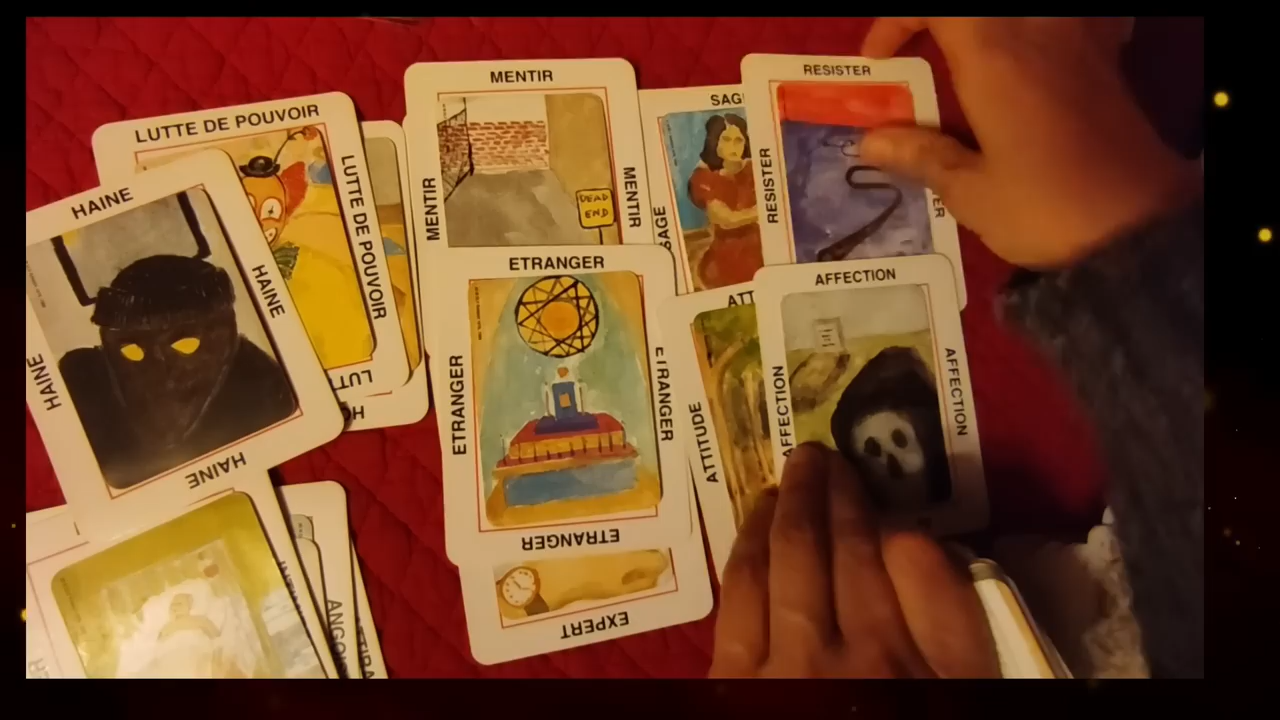 MENTIR
MENTIR
MENTIR
DEAD
END
SAGE
RESISTER
RESISTER
LUTTE DE POUVOIR
LUTTE DE POUVOIR
HAINE
HAINE
HAINE
HAINE
ETRANGER
ETRANGER
ETRANGER
ETRANGER
EXPERT
ATTITUDE
AFFECTION
AFFECTION
AFFECTION